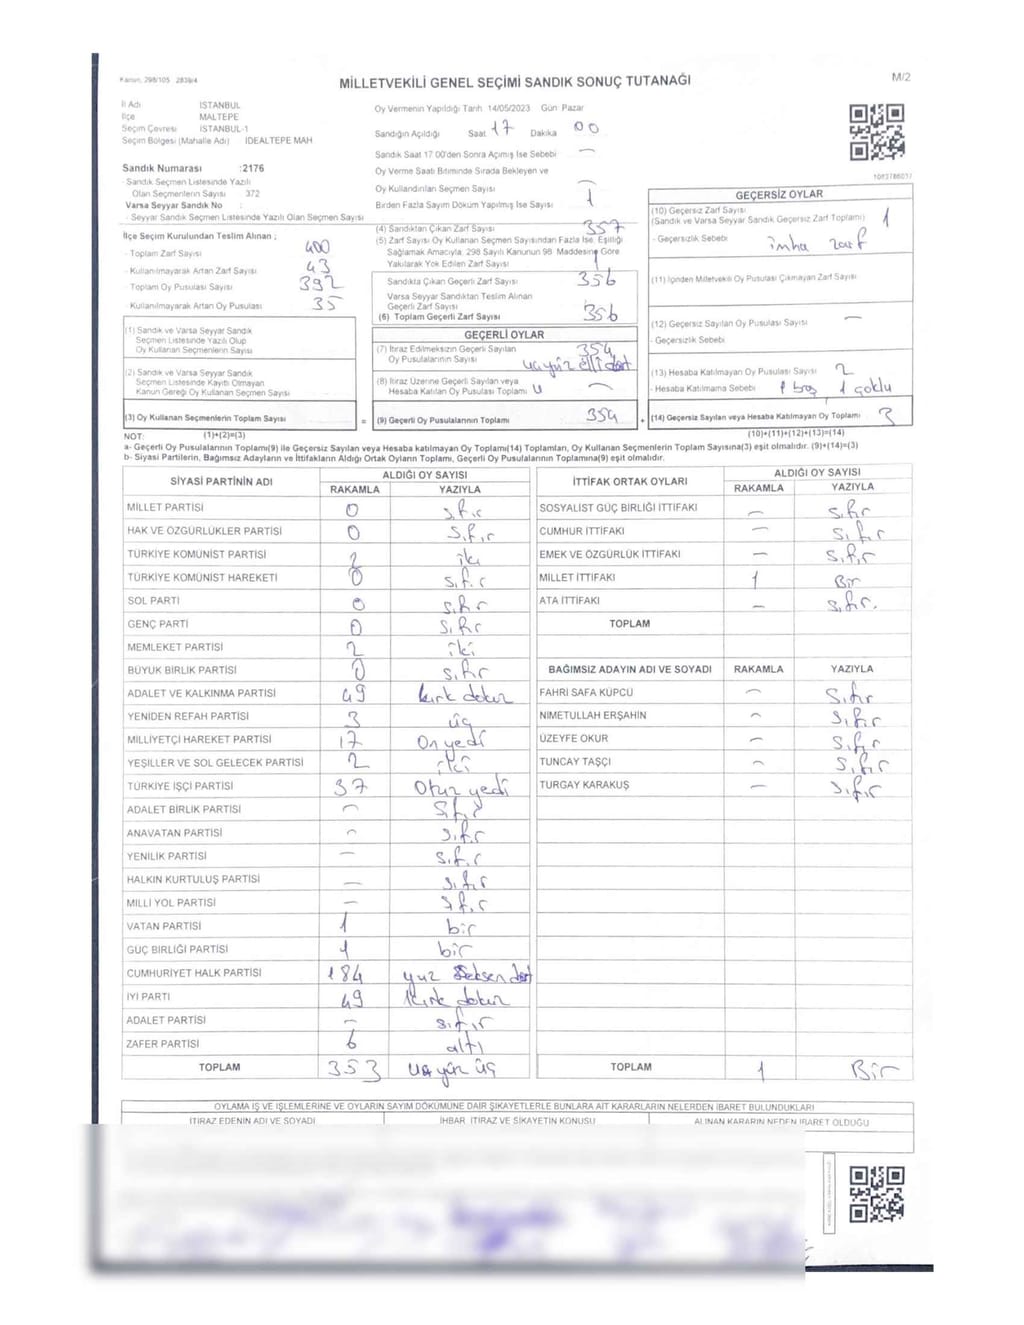 Kanun, 298/105 2839/4
MİLLETVEKİLİ GENEL SEÇİMİ SANDIK SONUÇ TUTANAĞI
M/2
İl Adı İSTANBUL
İlçe MALTEPE
Seçim Çevresi İSTANBUL-1
Seçim Bölgesi (Mahalle Adı) İDEALTEPE MAH
Sandık Numarası :2176
- Sandık Seçmen Listesinde Yazılı
Olan Seçmenlerin Sayısı 372
Varsa Seyyar Sandık No :
- Seyyar Sandık Seçmen Listesinde Yazılı Olan Seçmen Sayısı
Oy Vermenin Yapıldığı Tarih 14/05/2023 Gün Pazar
Sandığın Açıldığı Saat 17 Dakika 00
Sandık Saat 17 00'den Sonra Açımış İse Sebebi —
Oy Verme Saati Bitiminde Sırada Bekleyen ve
Oy Kullandırılan Seçmen Sayısı —
Birden Fazla Sayım Döküm Yapılmış İse Sayısı 1
İlçe Seçim Kurulundan Teslim Alınan ;
- Toplam Zarf Sayısı 400
- Kullanılmayarak Artan Zarf Sayısı 43
- Toplam Oy Pusulası Sayısı 392
- Kullanılmayarak Artan Oy Pusulası 35
(4) Sandıktan Çıkan Zarf Sayısı 357
(5) Zarf Sayısı Oy Kullanan Seçmen Sayısından Fazla İse, Eşitliği
Sağlamak Amacıyla, 298 Sayılı Kanunun 98 Maddesine Göre
Yakılarak Yok Edilen Zarf Sayısı 1
Sandıkta Çıkan Geçerli Zarf Sayısı 356
Varsa Seyyar Sandıktan Teslim Alınan
Geçerli Zarf Sayısı
(6) Toplam Geçerli Zarf Sayısı 356
GEÇERSİZ OYLAR
(10) Geçersiz Zarf Sayısı
(Sandık ve Varsa Seyyar Sandık Geçersiz Zarf Toplamı) 1
- Geçersizlik Sebebi imha zarf
(11) İçinden Milletvekili Oy Pusulası Çıkmayan Zarf Sayısı
(12) Geçersiz Sayılan Oy Pusulası Sayısı —
- Geçersizlik Sebebi
(13) Hesaba Katılmayan Oy Pusulası Sayısı 2
- Hesaba Katılmama Sebebi 1 boş 1 çoklu
(1) Sandık ve Varsa Seyyar Sandık
Seçmen Listesinde Yazılı Olup
Oy Kullanan Seçmenlerin Sayısı
(2) Sandık ve Varsa Seyyar Sandık
Seçmen Listesinde Kaydı Olmayan
Kanun Gereği Oy Kullanan Seçmen Sayısı
GEÇERLİ OYLAR
(7) İtiraz Edilmeksizin Geçerli Sayılan
Oy Pusulalarının Sayısı 354
üçyüz elli dört
(8) İtiraz Üzerine Geçerli Sayılan veya
Hesaba Katılan Oy Pusulası Toplamı —
(3) Oy Kullanan Seçmenlerin Toplam Sayısı = (9) Geçerli Oy Pusulalarının Toplamı 354 + (14) Geçersiz Sayılan veya Hesaba Katılmayan Oy Toplamı 3
NOT: (1)+(2)=(3) (10)+(11)+(12)+(13)=(14)
a- Geçerli Oy Pusulaları Toplamı(9) ile Geçersiz Sayılan veya Hesaba katılmayan Oy Toplamı(14) Toplamları, Oy Kullanan Seçmenlerin Toplam Sayısına(3) eşit olmalıdır. (9)+(14)=(3)
b- Siyasi Partilerin, Bağımsız Adayların ve İttifakların Aldığı Ortak Oyların Toplamı, Geçerli Oy Pusulalarının Toplamına(9) eşit olmalıdır.
SİYASİ PARTİNİN ADI ALDIĞI OY SAYISI
RAKAMLA YAZIYLA
MİLLET PARTİSİ 0 sıfır
HAK VE ÖZGÜRLÜKLER PARTİSİ 0 sıfır
TÜRKİYE KOMÜNİST PARTİSİ 2 iki
TÜRKİYE KOMÜNİST HAREKETİ 0 sıfır
SOL PARTİ 0 sıfır
GENÇ PARTİ 0 sıfır
MEMLEKET PARTİSİ 2 iki
BÜYÜK BİRLİK PARTİSİ 0 sıfır
ADALET VE KALKINMA PARTİSİ 49 kırk dokuz
YENİDEN REFAH PARTİSİ 3 üç
MİLLİYETÇİ HAREKET PARTİSİ 17 On yedi
YEŞİLLER VE SOL GELECEK PARTİSİ 2 iki
TÜRKİYE İŞÇİ PARTİSİ 37 Otuz yedi
ADALET BİRLİK PARTİSİ — sıfır
ANAVATAN PARTİSİ — sıfır
YENİLİK PARTİSİ — sıfır
HALKIN KURTULUŞ PARTİSİ — sıfır
MİLLİ YOL PARTİSİ — sıfır
VATAN PARTİSİ 1 bir
GÜÇ BİRLİĞİ PARTİSİ 1 bir
CUMHURİYET HALK PARTİSİ 184 yüz seksen dört
İYİ PARTİ 49 kırk dokuz
ADALET PARTİSİ — sıfır
ZAFER PARTİSİ 6 altı
TOPLAM 353
İTTİFAK ORTAK OYLARI ALDIĞI OY SAYISI
RAKAMLA YAZIYLA
SOSYALİST GÜÇ BİRLİĞİ İTTİFAKI — sıfır
CUMHUR İTTİFAKI — sıfır
EMEK VE ÖZGÜRLÜK İTTİFAKI — sıfır
MİLLET İTTİFAKI 1 Bir
ATA İTTİFAKI — sıfır.
TOPLAM
BAĞIMSIZ ADAYIN ADI VE SOYADI RAKAMLA YAZIYLA
FAHRİ SAFA KÜPCÜ — sıfır
NİMETULLAH ERŞAHİN — sıfır
ÜZEYFE OKUR — sıfır
TUNCAY TAŞÇI — sıfır
TURGAY KARAKUŞ — sıfır
TOPLAM 1 Bir
OYLAMA İŞ VE İŞLEMLERİNE VE OYLARIN SAYIM DÖKÜMÜNE DAİR ŞİKAYETLERLE BUNLARA AİT KARARLARIN NELERDEN İBARET BULUNDUKLARI
İTİRAZ EDENİN ADI VE SOYADI İHBAR, İTİRAZ VE ŞİKAYETİN KONUSU ALINAN KARARIN NEDEN İBARET OLDUĞU